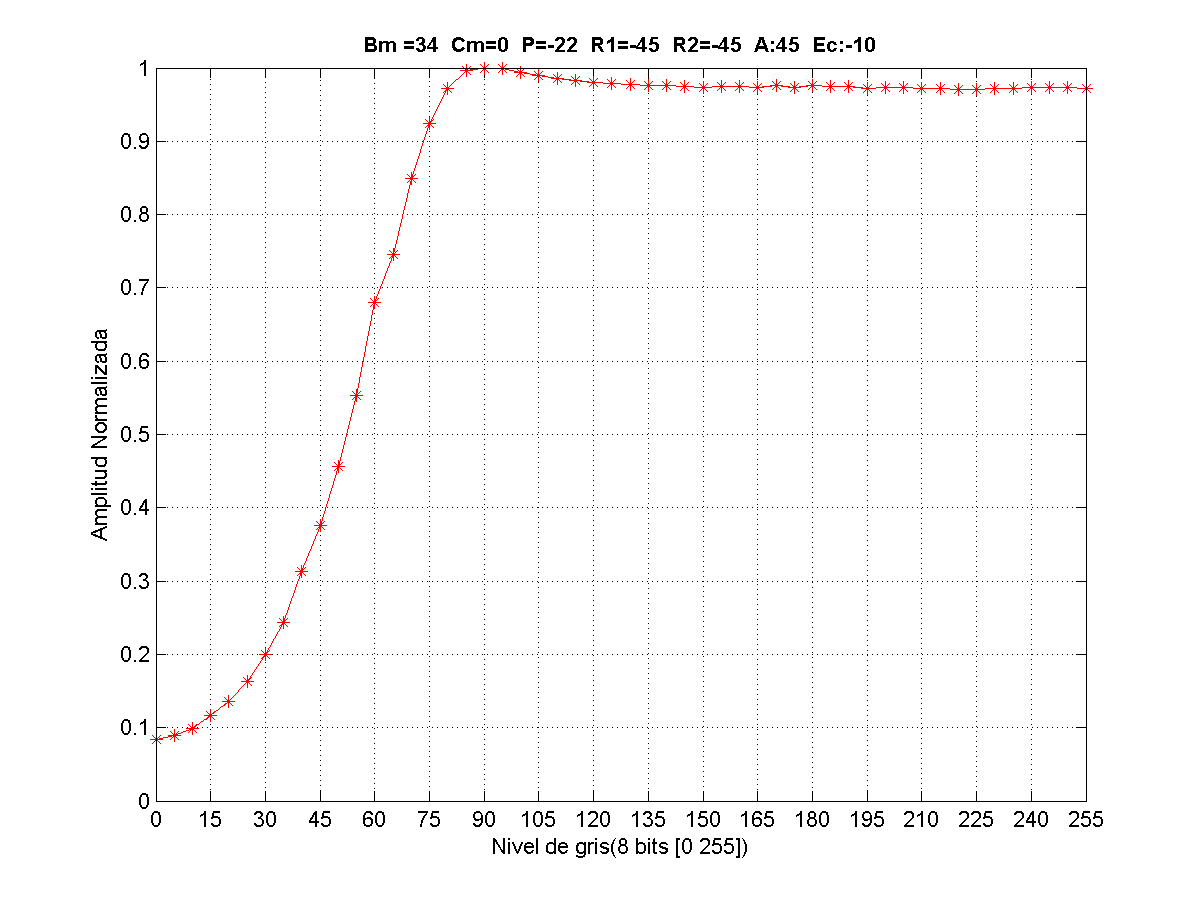 Bm =34  Cm=0  P=-22  R1=-45  R2=-45  A:45  Ec:-10
1
0.9
0.8
0.7
0.6
0.5
0.4
0.3
0.2
0.1
0
Amplitud Normalizada
0 15 30 45 60 75 90 105 120 135 150 165 180 195 210 225 240 255
Nivel de gris(8 bits [0 255])